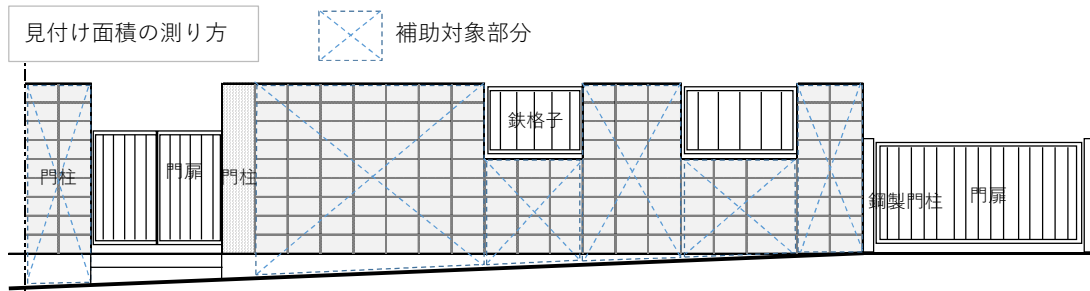 見付け面積の測り方
補助対象部分
鉄格子
門柱
門扉
門柱
鋼製門柱
門扉